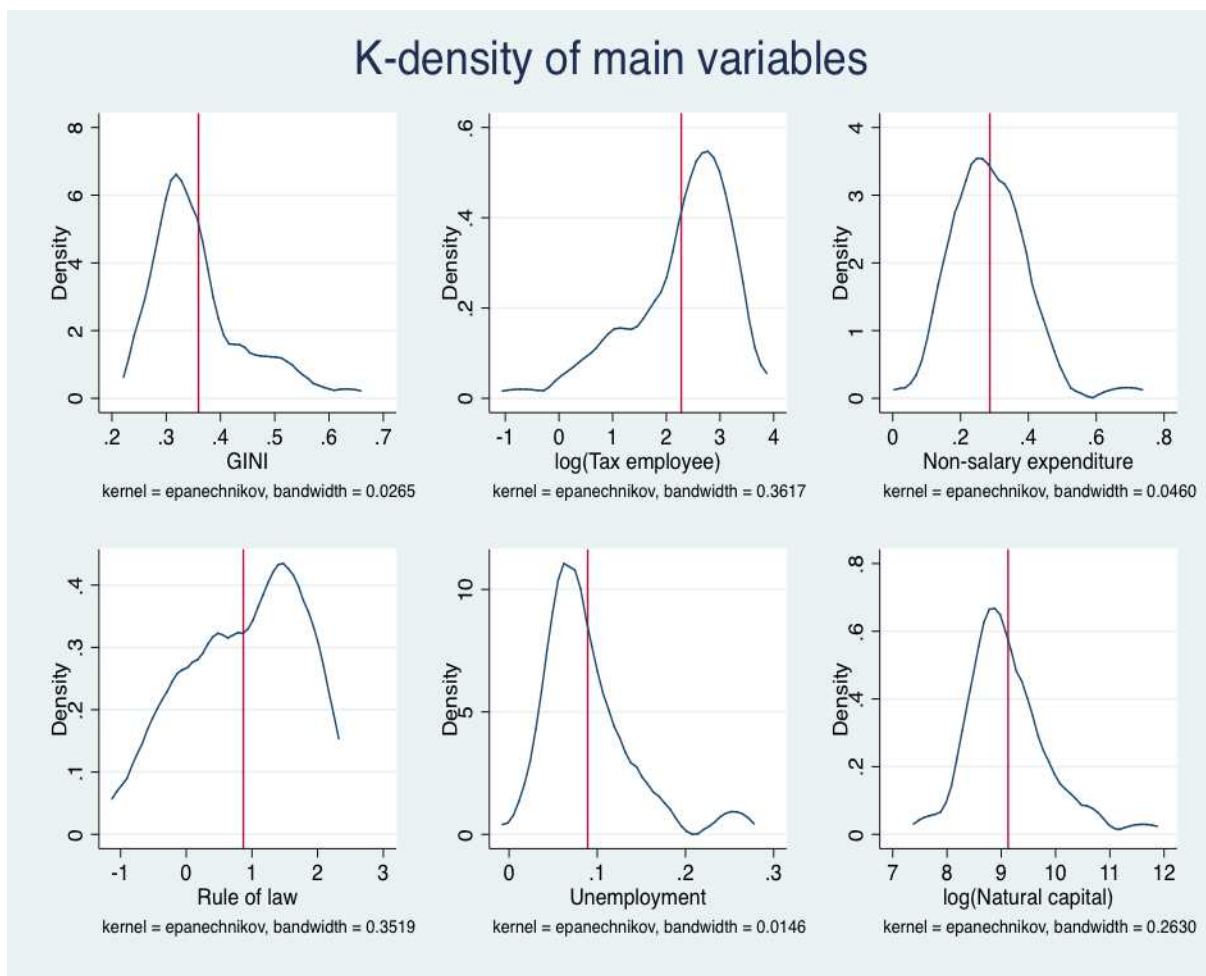 K-density of main variables
Density
0 2 4 6 8
.2 .3 .4 .5 .6 .7
GINI
kernel = epanechnikov, bandwidth = 0.0265
Density
0 .2 .4 .6
-1 0 1 2 3 4
log(Tax employee)
kernel = epanechnikov, bandwidth = 0.3617
Density
0 1 2 3 4
0 .2 .4 .6 .8
Non-salary expenditure
kernel = epanechnikov, bandwidth = 0.0460
Density
0 .1 .2 .3 .4
-1 0 1 2 3
Rule of law
kernel = epanechnikov, bandwidth = 0.3519
Density
0 5 10
0 .1 .2 .3
Unemployment
kernel = epanechnikov, bandwidth = 0.0146
Density
0 .2 .4 .6 .8
7 8 9 10 11 12
log(Natural capital)
kernel = epanechnikov, bandwidth = 0.2630